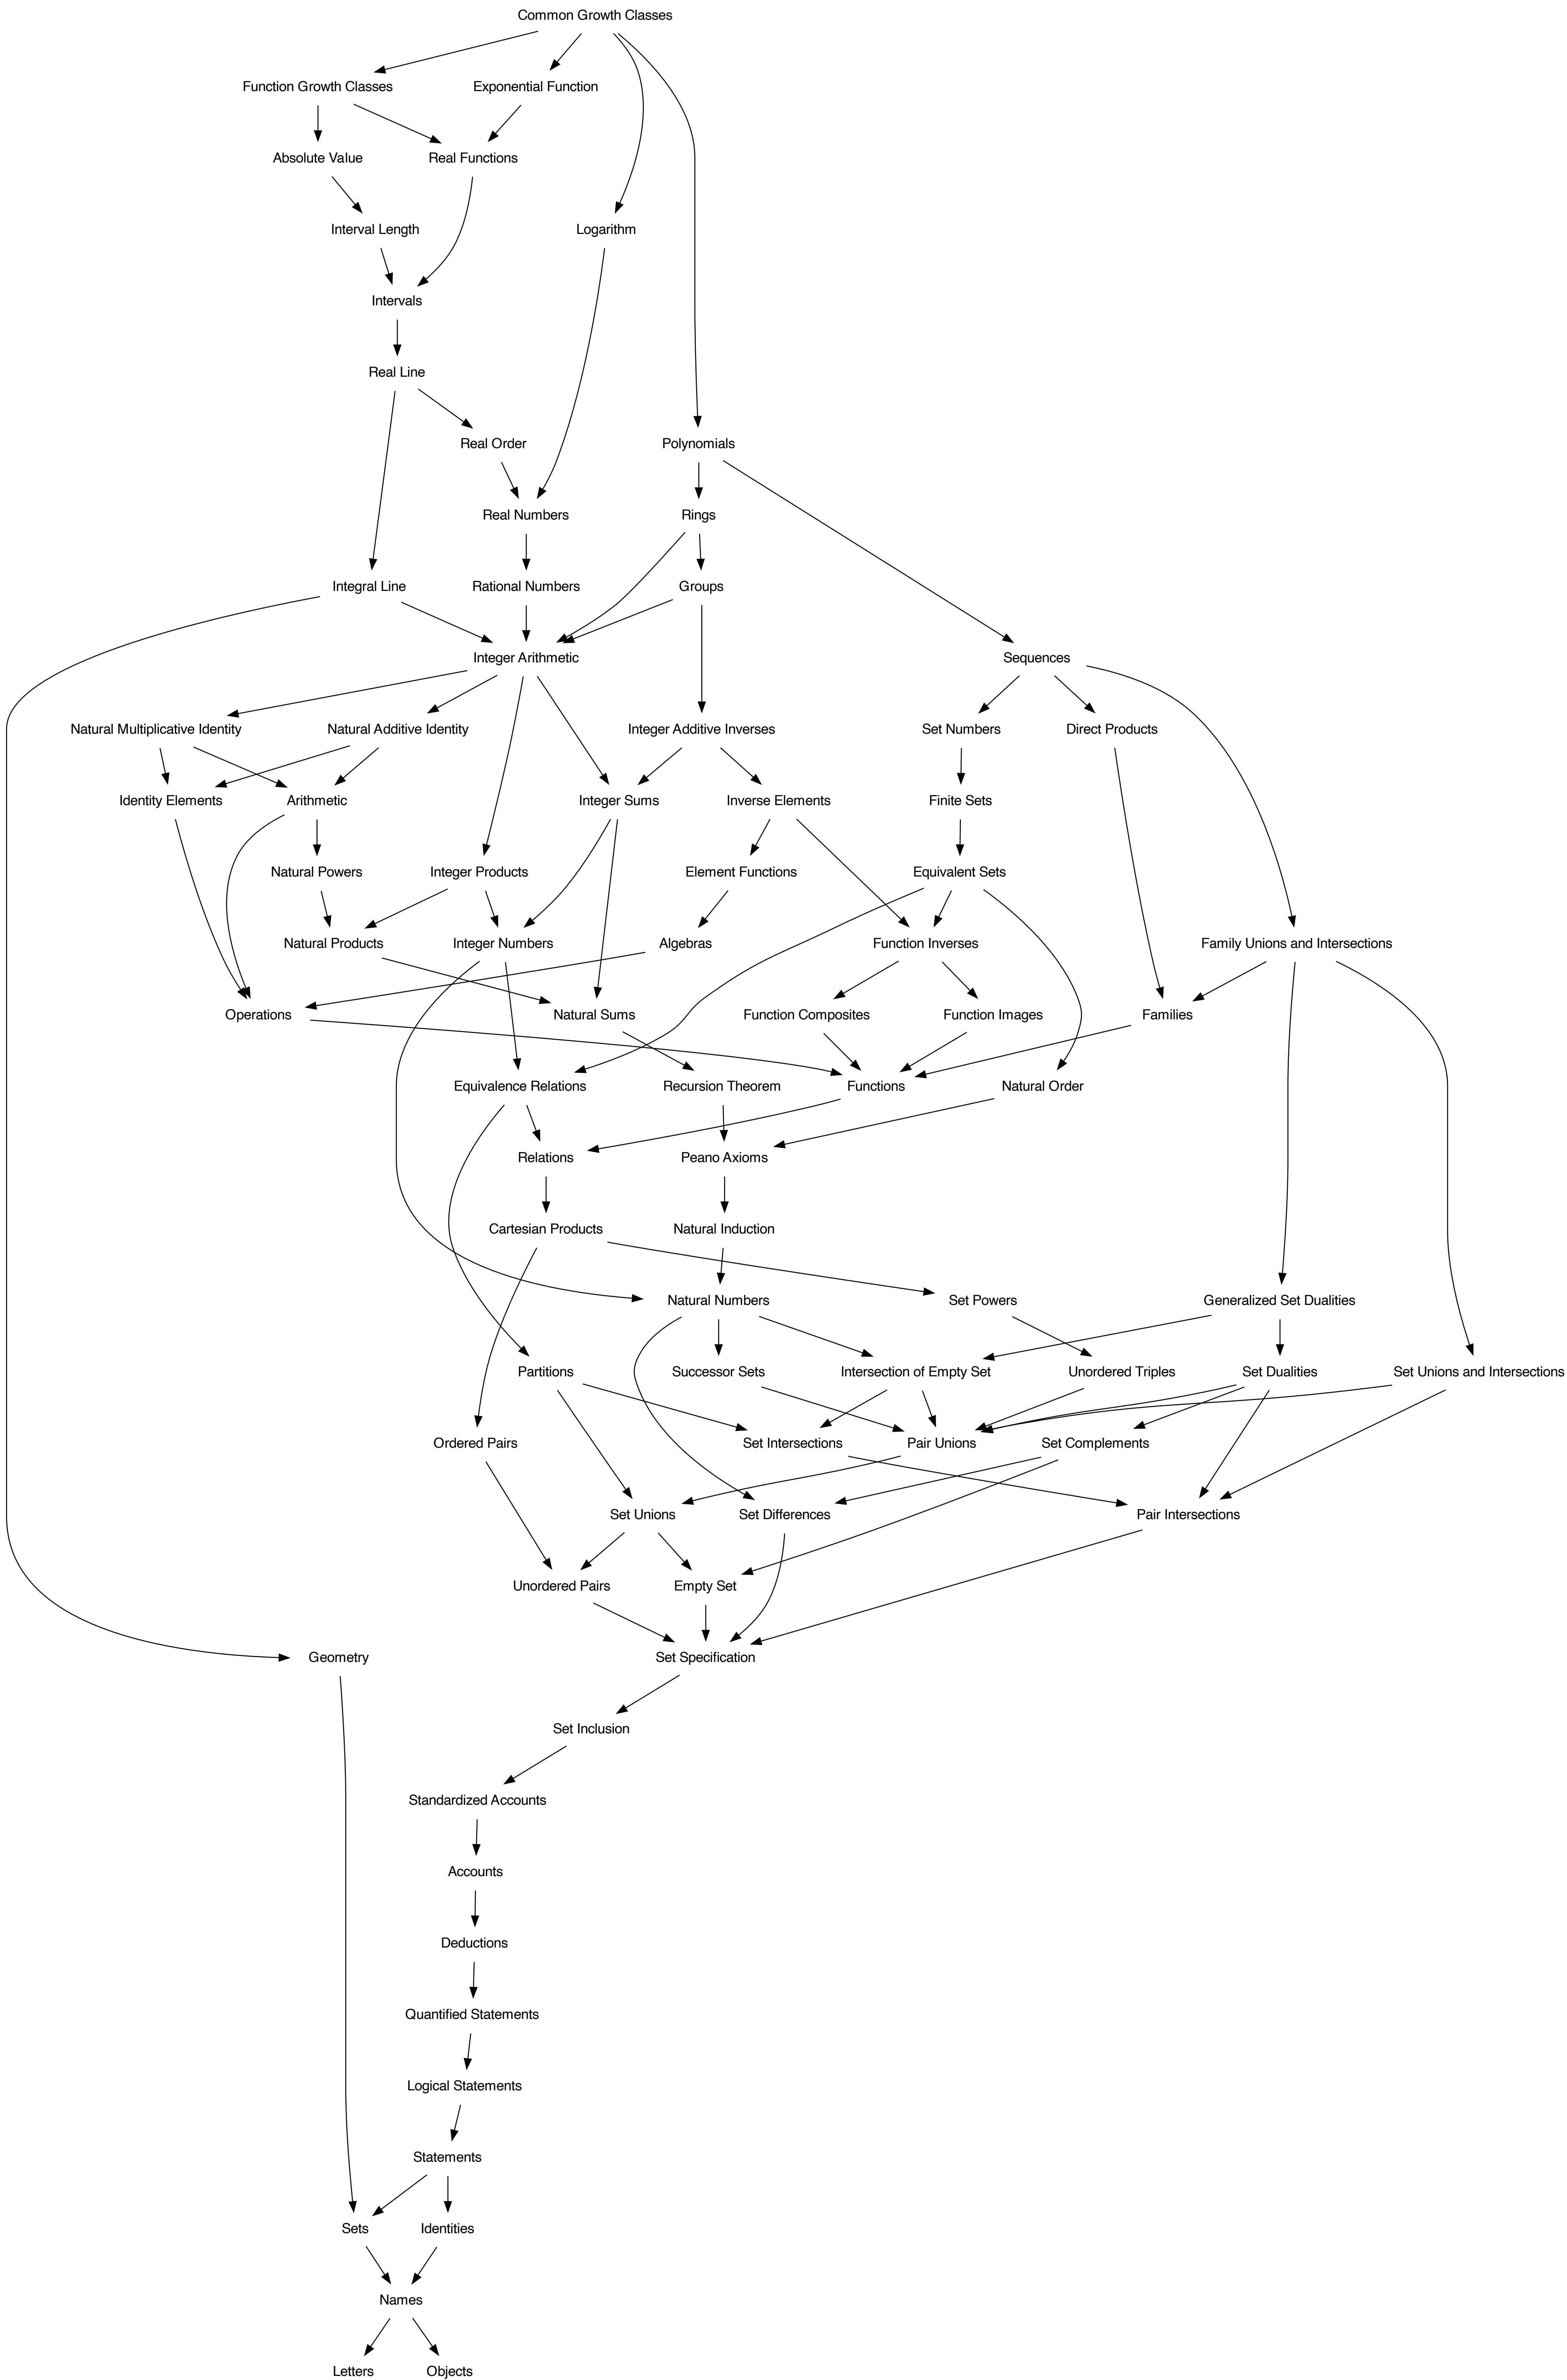 Common Growth Classes
Function Growth Classes
Exponential Function
Absolute Value
Real Functions
Interval Length
Logarithm
Intervals
Real Line
Real Order
Polynomials
Real Numbers
Rings
Integral Line
Rational Numbers
Groups
Integer Arithmetic
Sequences
Natural Multiplicative Identity
Natural Additive Identity
Integer Additive Inverses
Set Numbers
Direct Products
Identity Elements
Arithmetic
Integer Sums
Inverse Elements
Finite Sets
Natural Powers
Integer Products
Element Functions
Equivalent Sets
Natural Products
Integer Numbers
Algebras
Function Inverses
Family Unions and Intersections
Operations
Natural Sums
Function Composites
Function Images
Families
Equivalence Relations
Recursion Theorem
Functions
Natural Order
Relations
Peano Axioms
Cartesian Products
Natural Induction
Natural Numbers
Set Powers
Generalized Set Dualities
Partitions
Successor Sets
Intersection of Empty Set
Unordered Triples
Set Dualities
Set Unions and Intersections
Ordered Pairs
Set Intersections
Pair Unions
Set Complements
Set Unions
Set Differences
Pair Intersections
Unordered Pairs
Empty Set
Geometry
Set Specification
Set Inclusion
Standardized Accounts
Accounts
Deductions
Quantified Statements
Logical Statements
Statements
Sets
Identities
Names
Letters
Objects